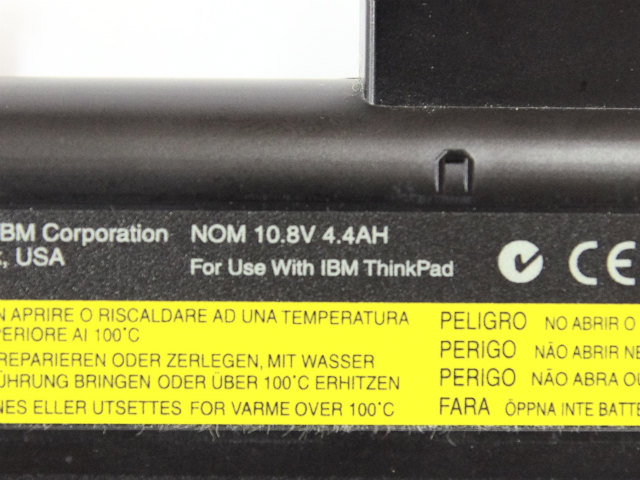 BM Corporation NOM 10.8V 4.4AH
, USA For Use With IBM ThinkPad
CE
N APRIRE O RISCALDARE AD UNA TEMPERATURA
PERIORE AI 100°C
REPARIEREN ODER ZERLEGEN, MIT WASSER
ÜHRUNG BRINGEN ODER ÜBER 100°C ERHITZEN
NES ELLER UTSETTES FOR VARME OVER 100°C
PELIGRO NO ABRIR O
PERIGO NÃO ABRIR NE
PERIGO NÃO ABRA OU
FARA ÖPPNA INTE BATTE